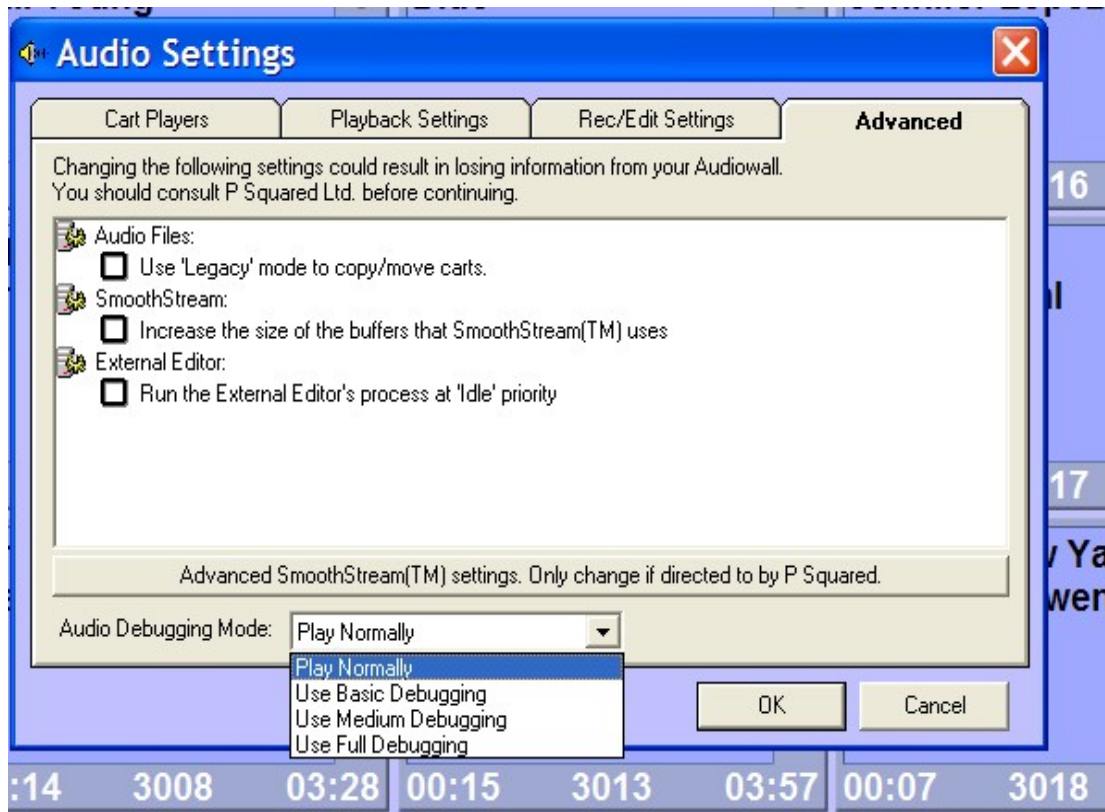 Audio Settings
Cart Players Playback Settings Rec/Edit Settings Advanced
Changing the following settings could result in losing information from your Audiowall.
You should consult P Squared Ltd. before continuing.
Audio Files:
Use 'Legacy' mode to copy/move carts.
SmoothStream:
Increase the size of the buffers that SmoothStream(TM) uses
External Editor:
Run the External Editor's process at 'Idle' priority
Advanced SmoothStream(TM) settings. Only change if directed to by P Squared.
Audio Debugging Mode: Play Normally
Play Normally
Use Basic Debugging
Use Medium Debugging
Use Full Debugging
OK Cancel
16
17
:14 3008 03:28 00:15 3013 03:57 00:07 3018